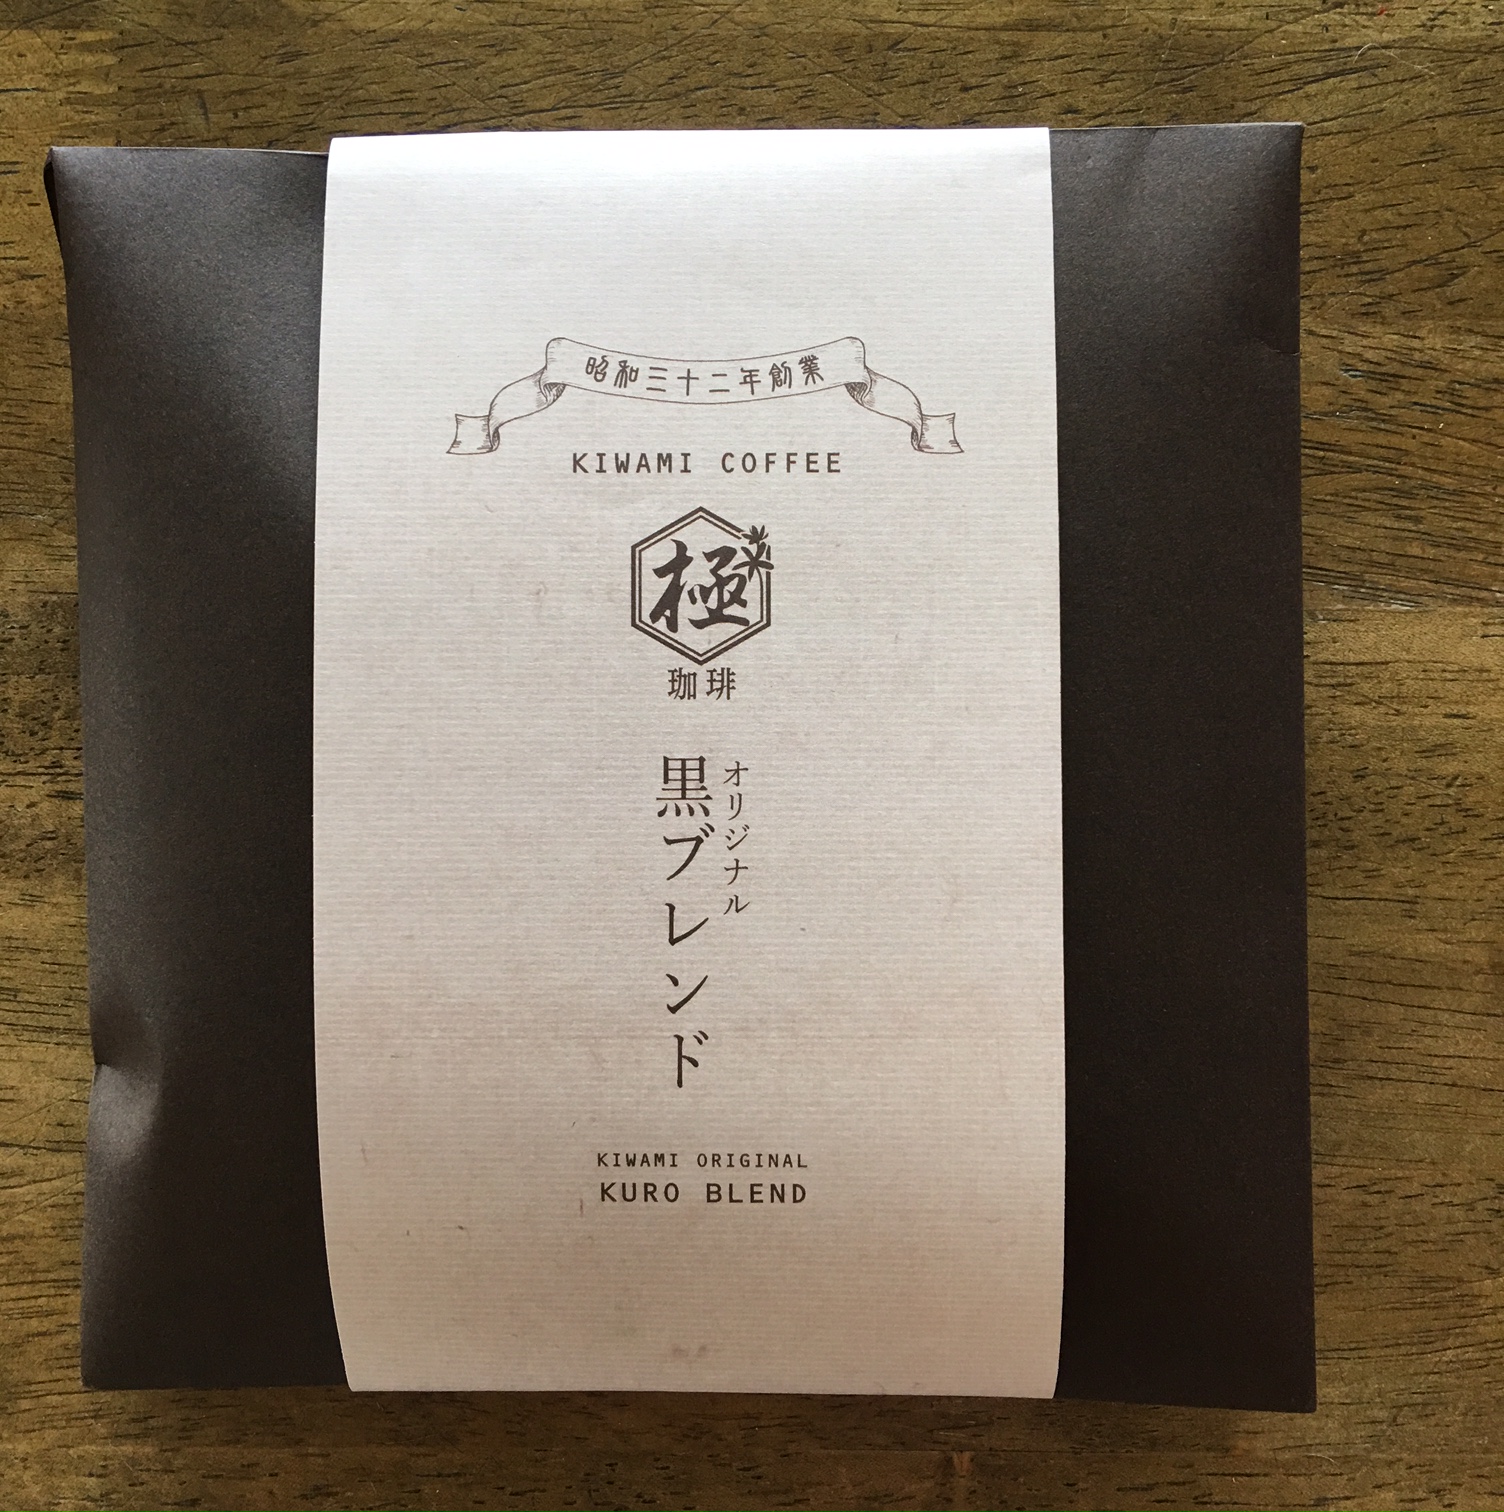 昭和三十二年創業
KIWAMI COFFEE
極
珈琲
オリジナル
黒ブレンド
KIWAMI ORIGINAL
KURO BLEND